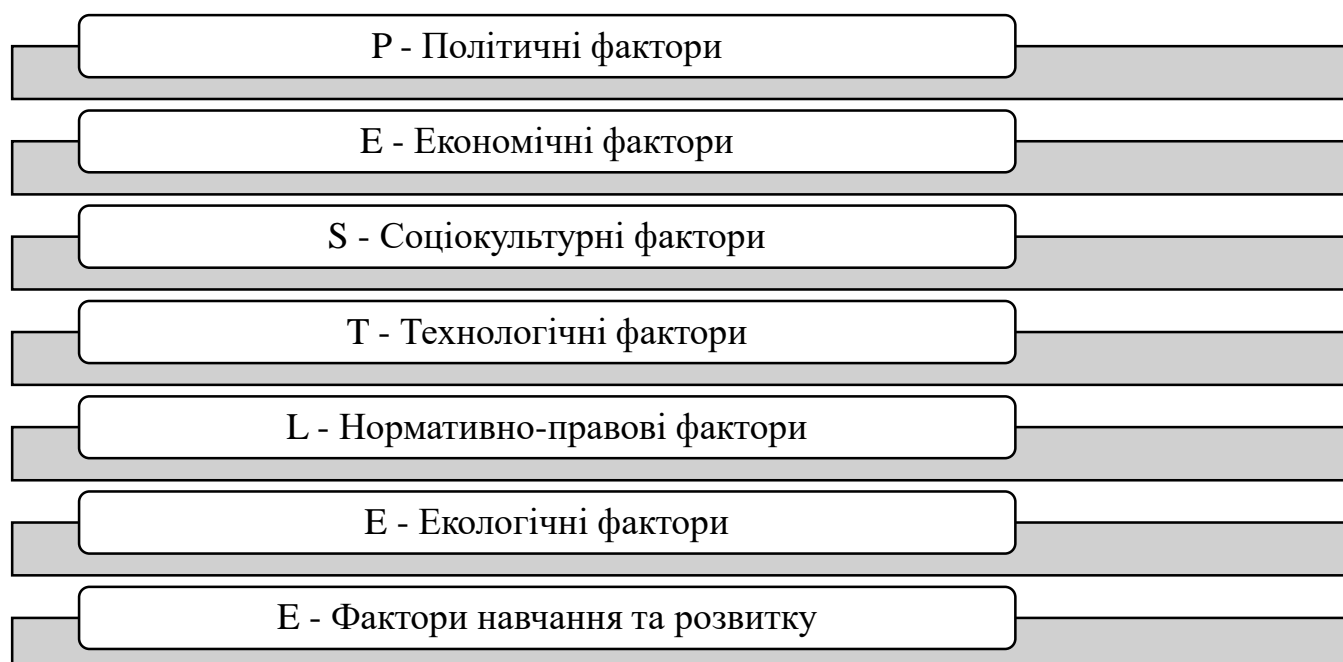 P - Політичні фактори
E - Економічні фактори
S - Соціокультурні фактори
T - Технологічні фактори
L - Нормативно-правові фактори
E - Екологічні фактори
E - Фактори навчання та розвитку